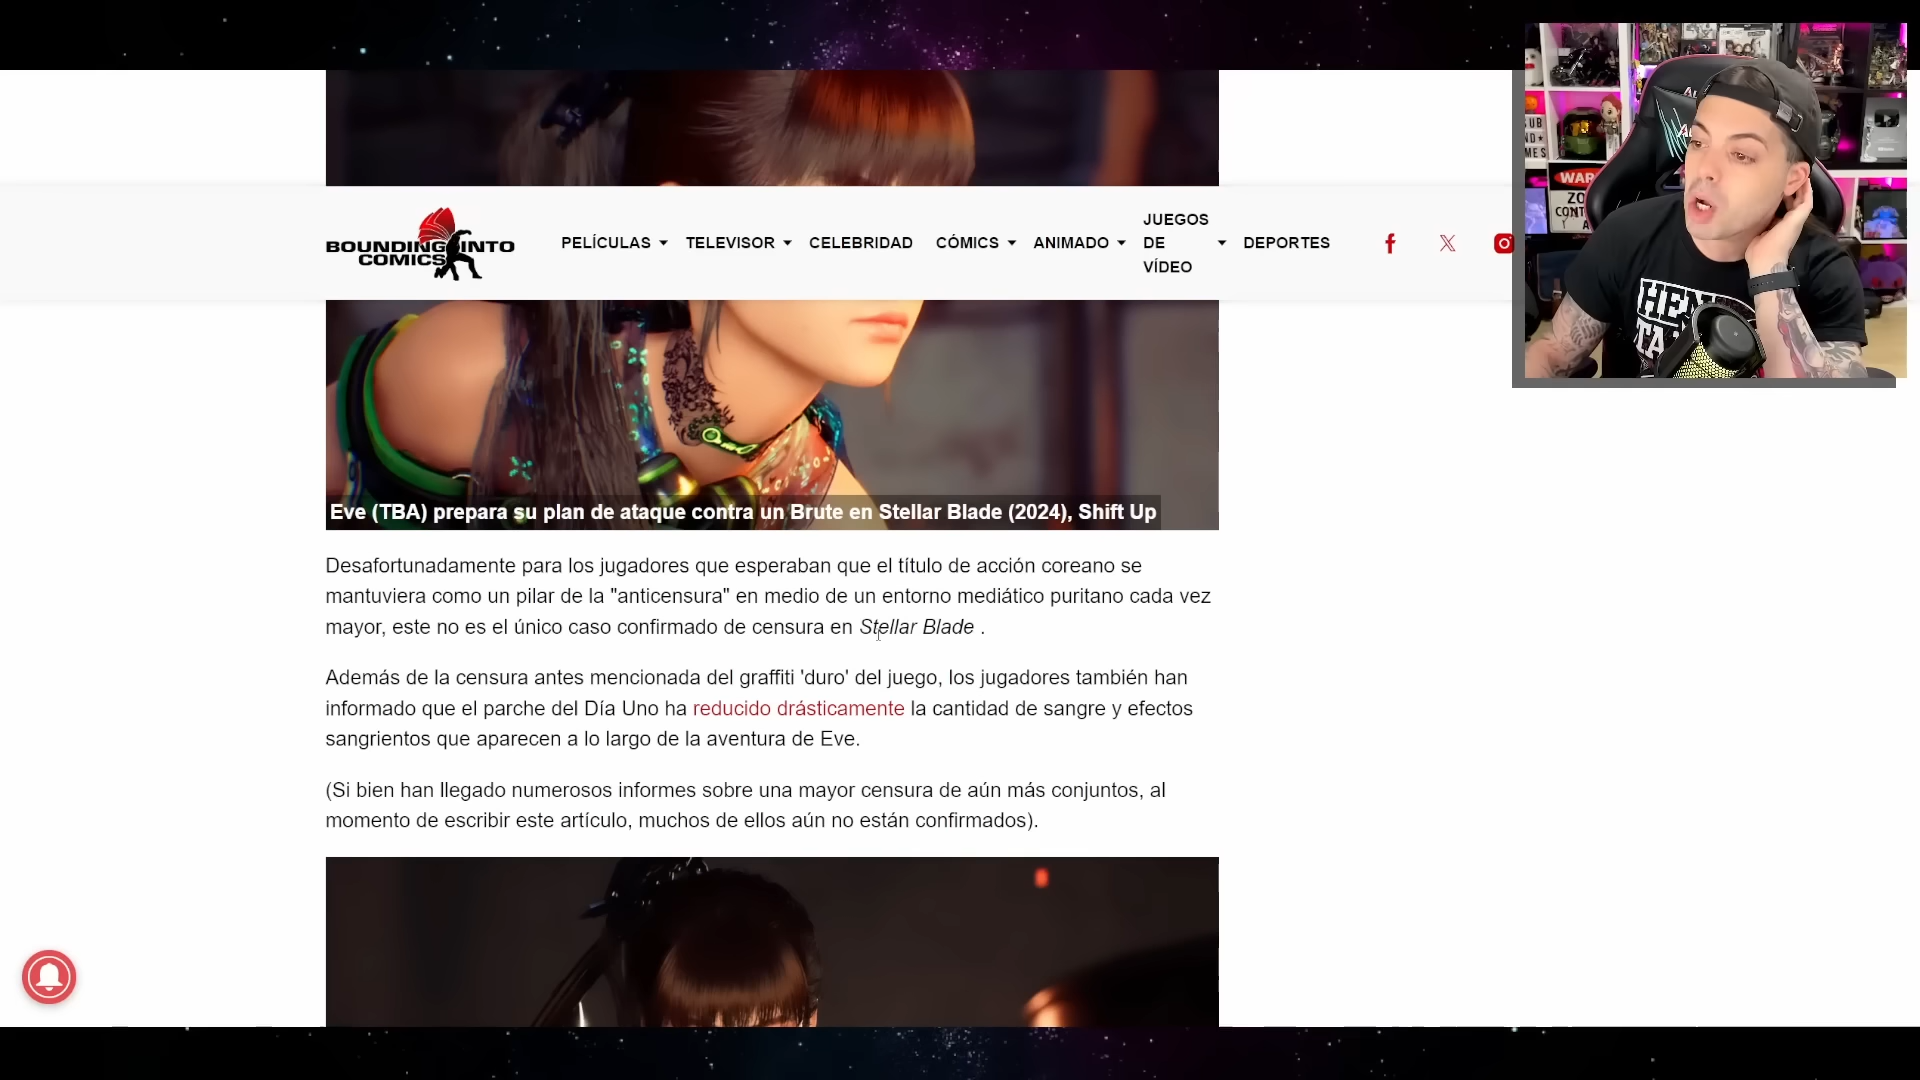 BOUNDING INTO
COMICS
PELÍCULAS
TELEVISOR
CELEBRIDAD
CÓMICS
ANIMADO
JUEGOS
DE
VÍDEO
DEPORTES
Eve (TBA) prepara su plan de ataque contra un Brute en Stellar Blade (2024), Shift Up
Desafortunadamente para los jugadores que esperaban que el título de acción coreano se
mantuviera como un pilar de la "anticensura" en medio de un entorno mediático puritano cada vez
mayor, este no es el único caso confirmado de censura en Stellar Blade .
Además de la censura antes mencionada del graffiti 'duro' del juego, los jugadores también han
informado que el parche del Día Uno ha reducido drásticamente la cantidad de sangre y efectos
sangrientos que aparecen a lo largo de la aventura de Eve.
(Si bien han llegado numerosos informes sobre una mayor censura de aún más conjuntos, al
momento de escribir este artículo, muchos de ellos aún no están confirmados).